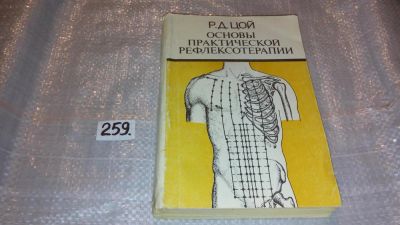 Р.Д. ЦОЙ
ОСНОВЫ
ПРАКТИЧЕСКОЙ
РЕФЛЕКСОТЕРАПИИ
259.